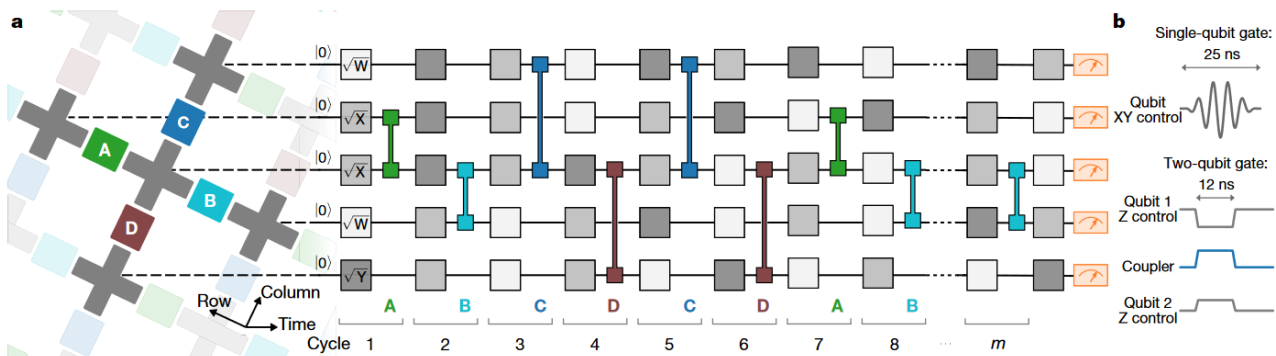 a
b
|0⟩
|0⟩
|0⟩
|0⟩
|0⟩
√W
√X
√X
√W
√Y
C
A
B
D
Row
Column
Time
A B C D C D A B
Cycle 1 2 3 4 5 6 7 8 ... m
Single-qubit gate:
25 ns
Qubit
XY control
Two-qubit gate:
12 ns
Qubit 1
Z control
Coupler
Qubit 2
Z control